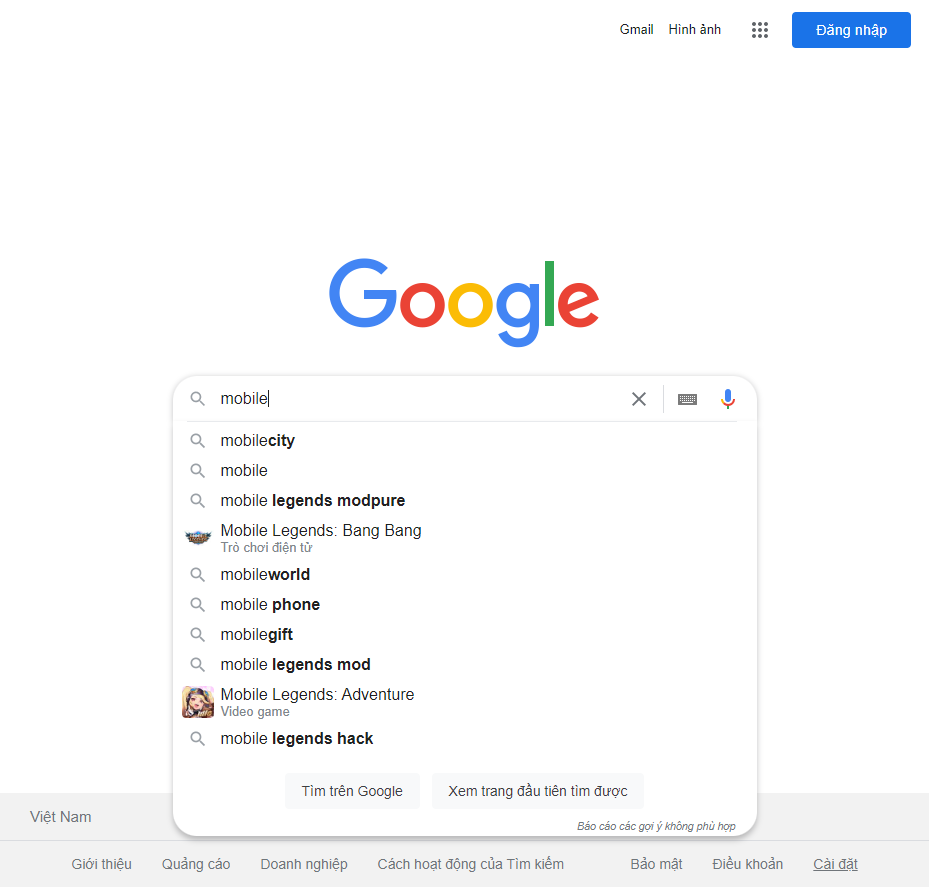 Gmail Hình ảnh Đăng nhập
Google
mobile
mobilecity
mobile
mobile legends modpure
Mobile Legends: Bang Bang
Trò chơi điện tử
mobileworld
mobile phone
mobilegift
mobile legends mod
Mobile Legends: Adventure
Video game
mobile legends hack
Tìm trên Google Xem trang đầu tiên tìm được
Báo cáo các gợi ý không phù hợp
Việt Nam
Giới thiệu Quảng cáo Doanh nghiệp Cách hoạt động của Tìm kiếm Bảo mật Điều khoản Cài đặt